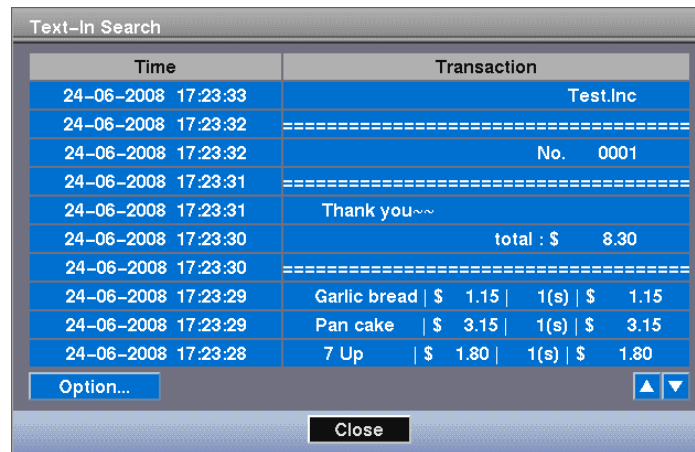 Text-In Search
Time Transaction
24-06-2008 17:23:33 Test.Inc
24-06-2008 17:23:32 =====================================
24-06-2008 17:23:32 No. 0001
24-06-2008 17:23:31 =====================================
24-06-2008 17:23:31 Thank you~~
24-06-2008 17:23:30 total : $ 8.30
24-06-2008 17:23:30 =====================================
24-06-2008 17:23:29 Garlic bread | $ 1.15 | 1(s) | $ 1.15
24-06-2008 17:23:29 Pan cake | $ 3.15 | 1(s) | $ 3.15
24-06-2008 17:23:28 7 Up | $ 1.80 | 1(s) | $ 1.80
Option...
Close